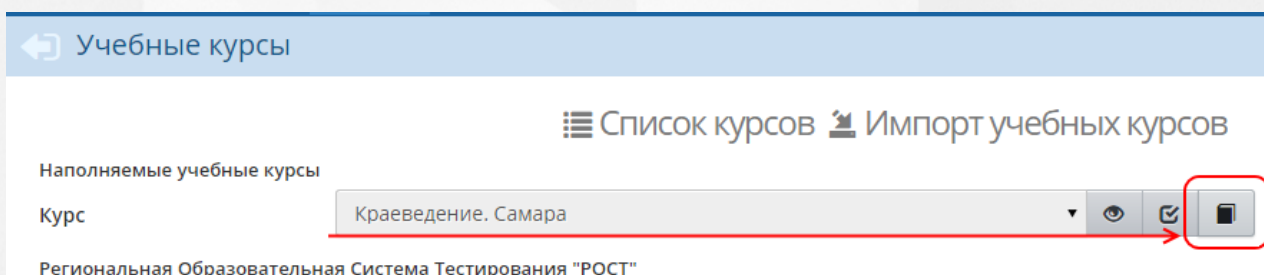 Учебные курсы
Список курсов Импорт учебных курсов
Наполняемые учебные курсы
Курс Краеведение. Самара
Региональная Образовательная Система Тестирования "РОСТ"